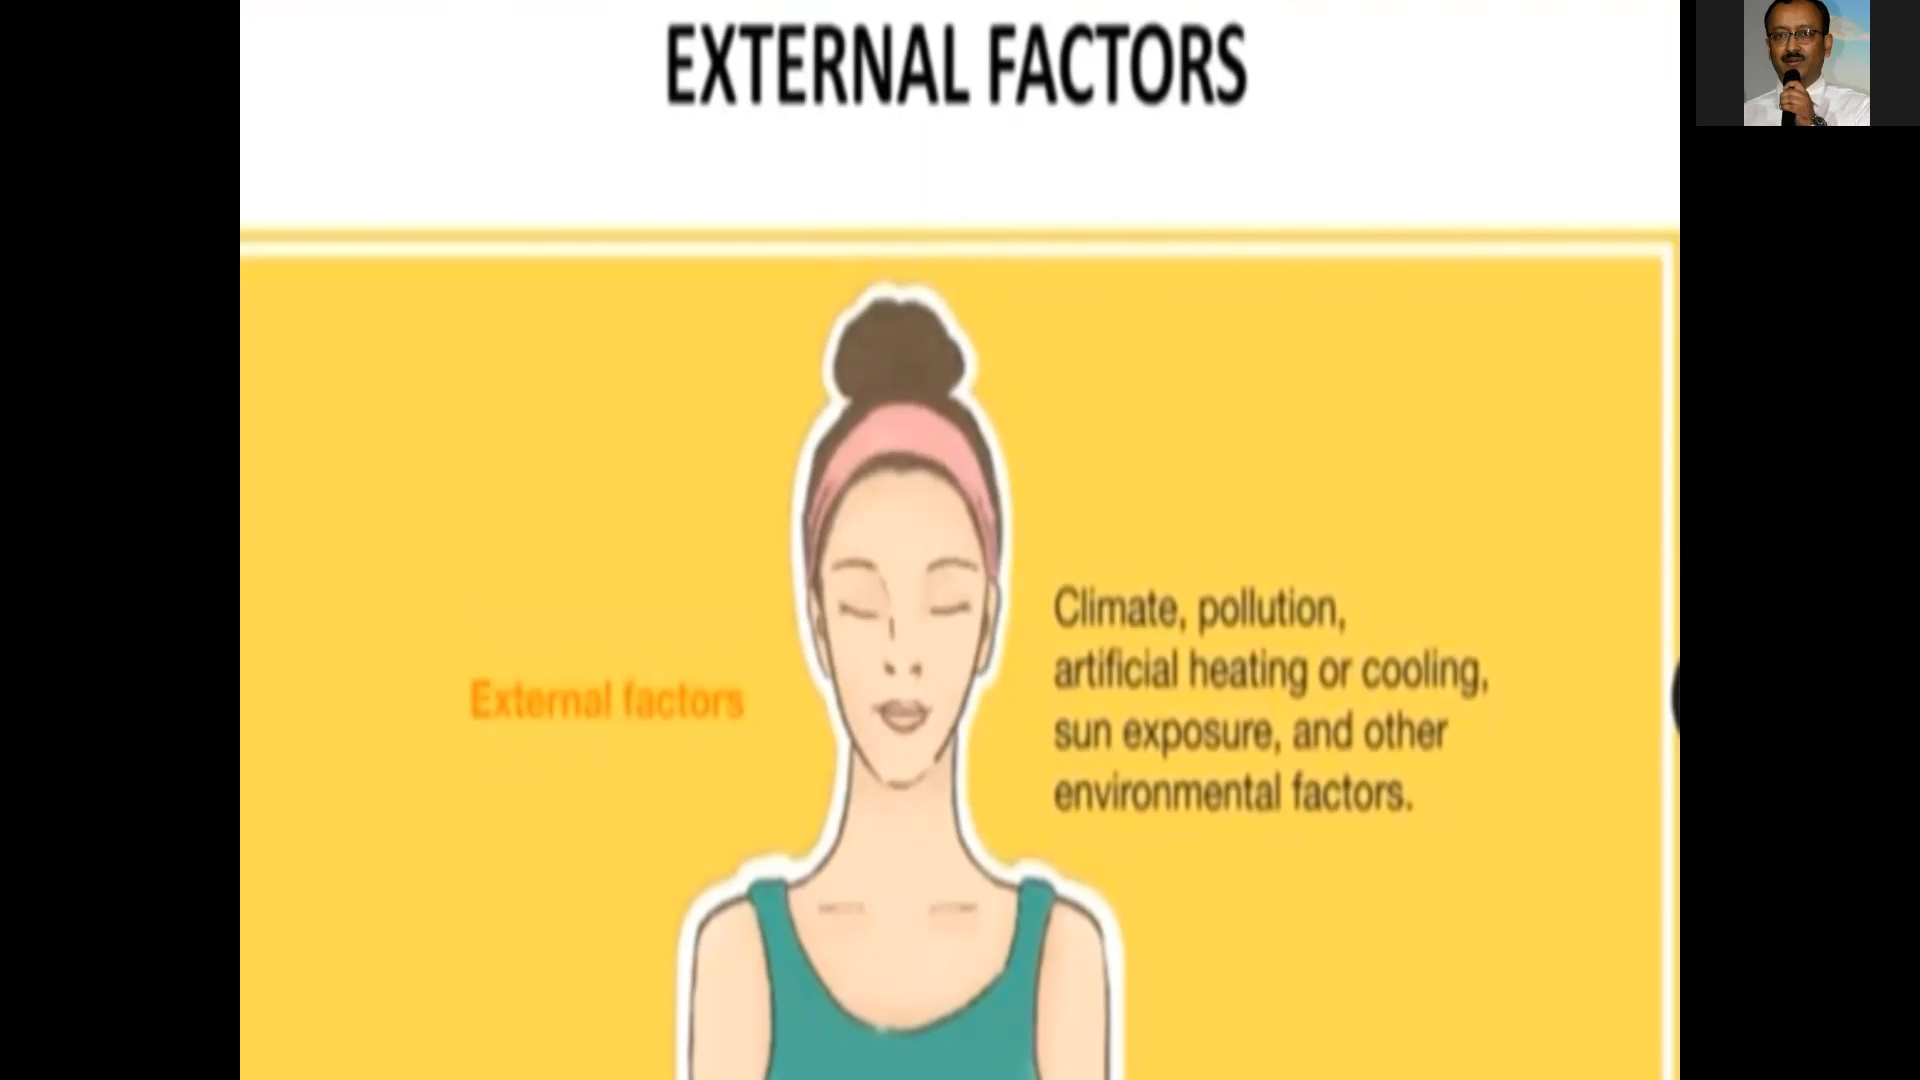 EXTERNAL FACTORS
External factors
Climate, pollution,
artificial heating or cooling,
sun exposure, and other
environmental factors.